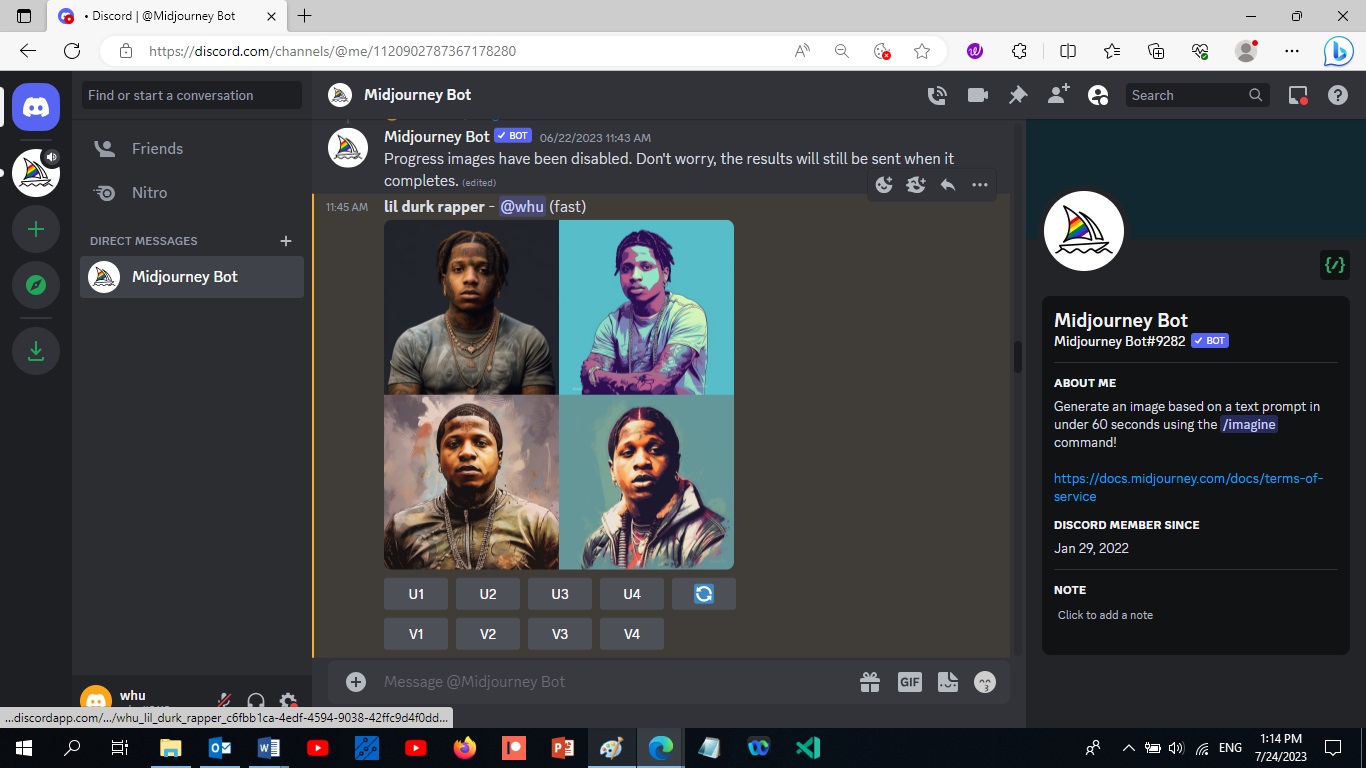 • Discord | @Midjourney Bot
https://discord.com/channels/@me/1120902787367178280
Find or start a conversation
Midjourney Bot
Search
Friends
Nitro
DIRECT MESSAGES
Midjourney Bot
Midjourney Bot BOT 06/22/2023 11:43 AM
Progress images have been disabled. Don't worry, the results will still be sent when it
completes. (edited)
11:45 AM lil durk rapper - @whu (fast)
U1 U2 U3 U4
V1 V2 V3 V4
Message @Midjourney Bot
GIF
Midjourney Bot
Midjourney Bot#9282 BOT
ABOUT ME
Generate an image based on a text prompt in
under 60 seconds using the /imagine
command!
https://docs.midjourney.com/docs/terms-of-
service
DISCORD MEMBER SINCE
Jan 29, 2022
NOTE
Click to add a note
whu
...discordapp.com/.../whu_lil_durk_rapper_c6fbb1ca-4edf-4594-9038-42ffc9d4f0dd...
ENG
1:14 PM
7/24/2023